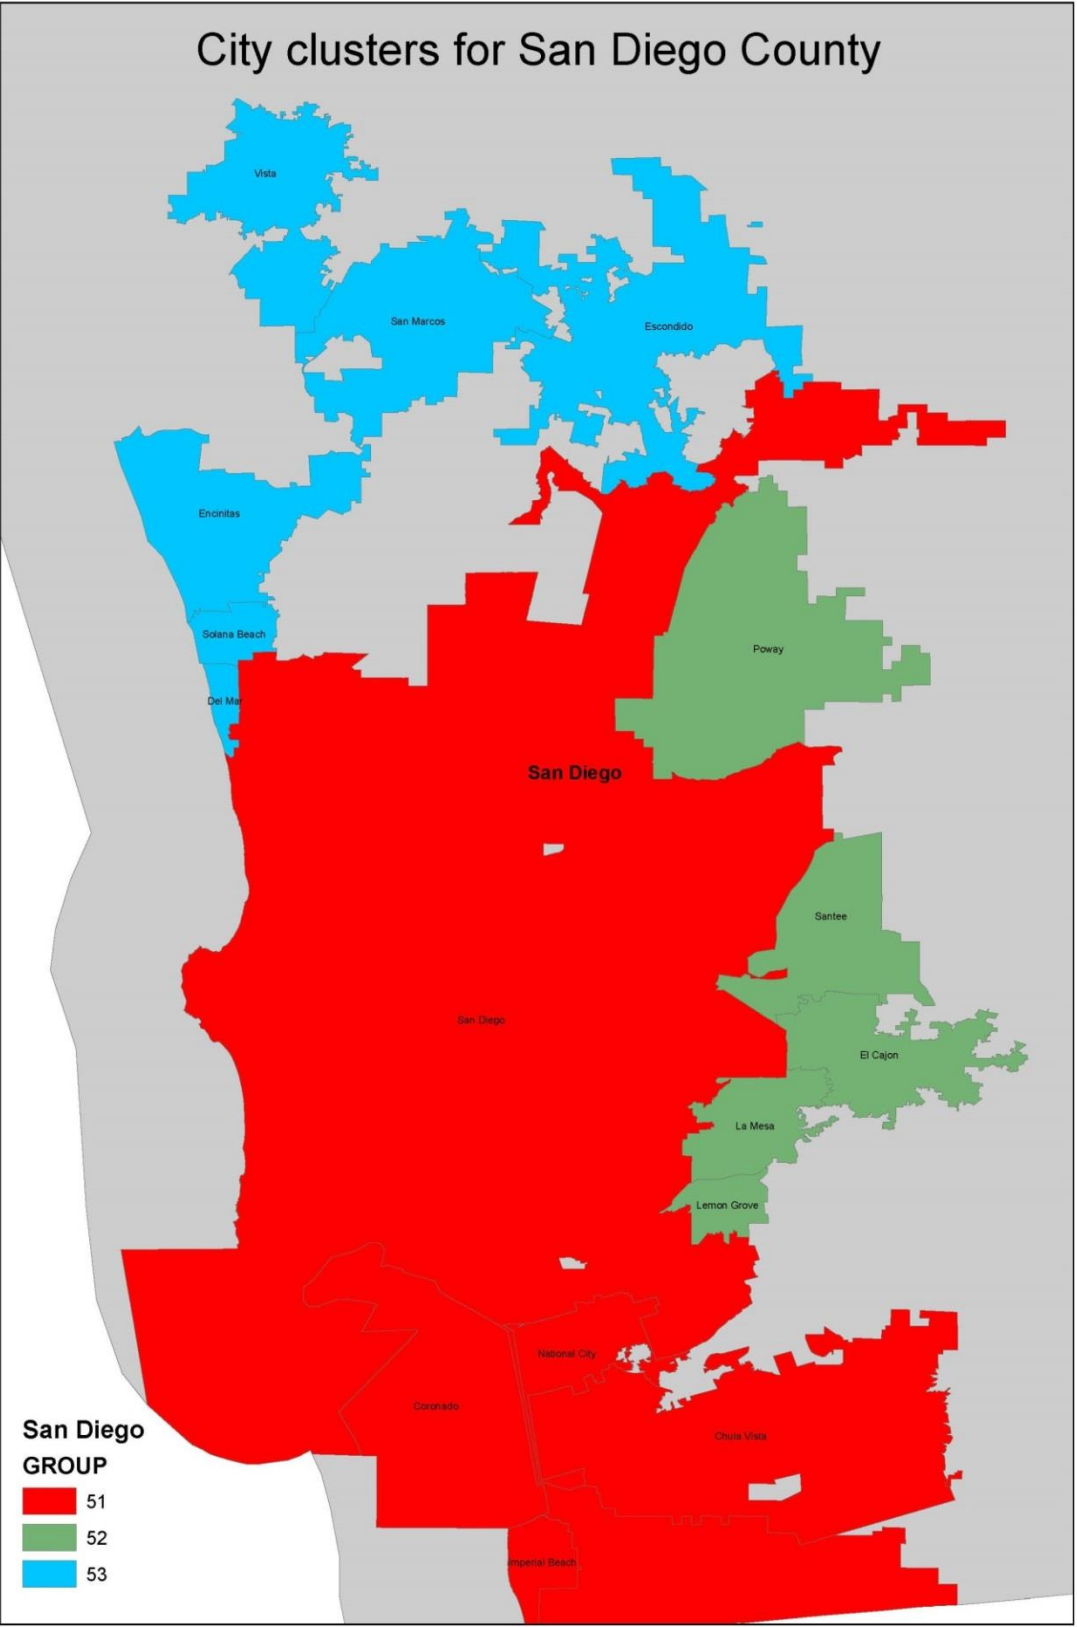 City clusters for San Diego County
Vista
San Marcos
Escondido
Encinitas
Solana Beach
Poway
Del Mar
San Diego
Santee
San Diego
El Cajon
La Mesa
Lemon Grove
National City
Coronado
Chula Vista
Imperial Beach
San Diego
GROUP
51
52
53